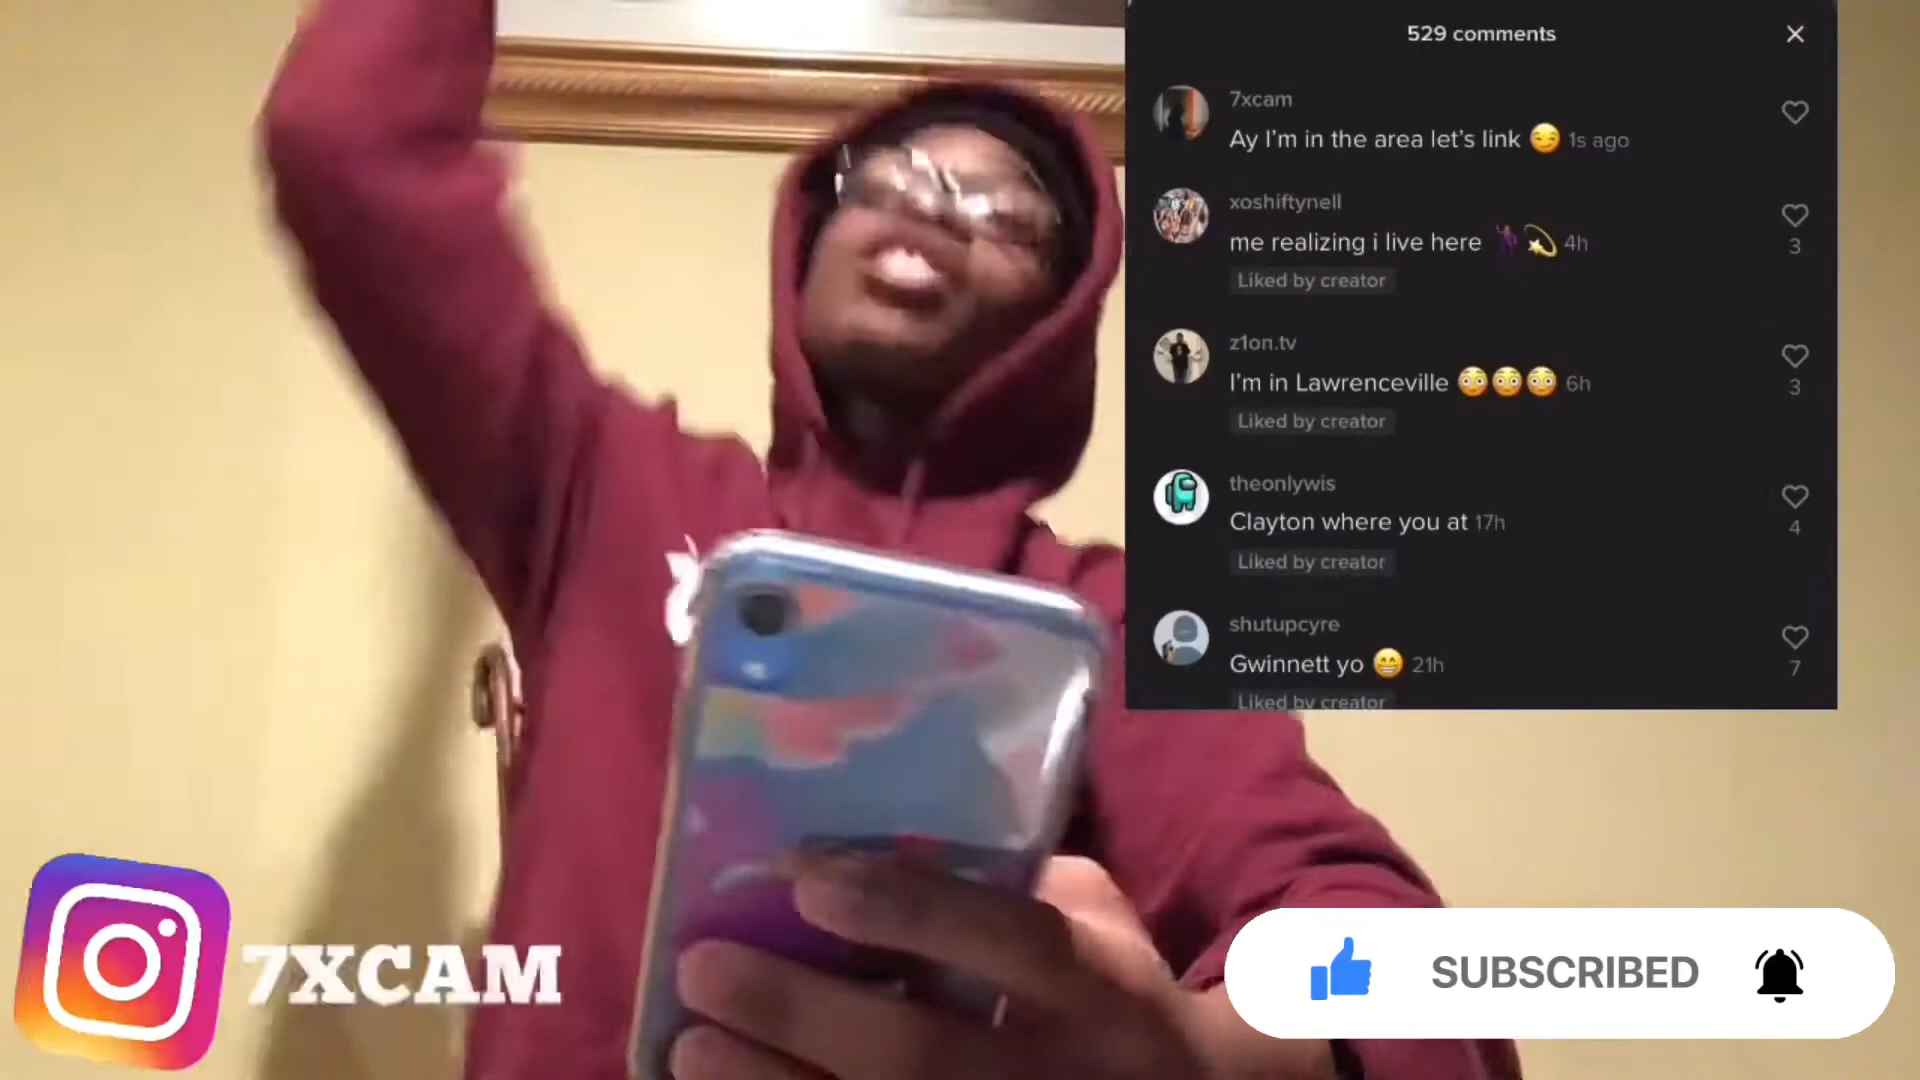 529 comments
7xcam
Ay I’m in the area let’s link 😏 1s ago
xoshiftynell
me realizing i live here 🕺🏿💫 4h
3
Liked by creator
z1on.tv
I’m in Lawrenceville 😳😳😳 6h
3
Liked by creator
theonlywis
Clayton where you at 17h
4
Liked by creator
shutupcyre
Gwinnett yo 😁 21h
7
Liked by creator
7XCAM
SUBSCRIBED